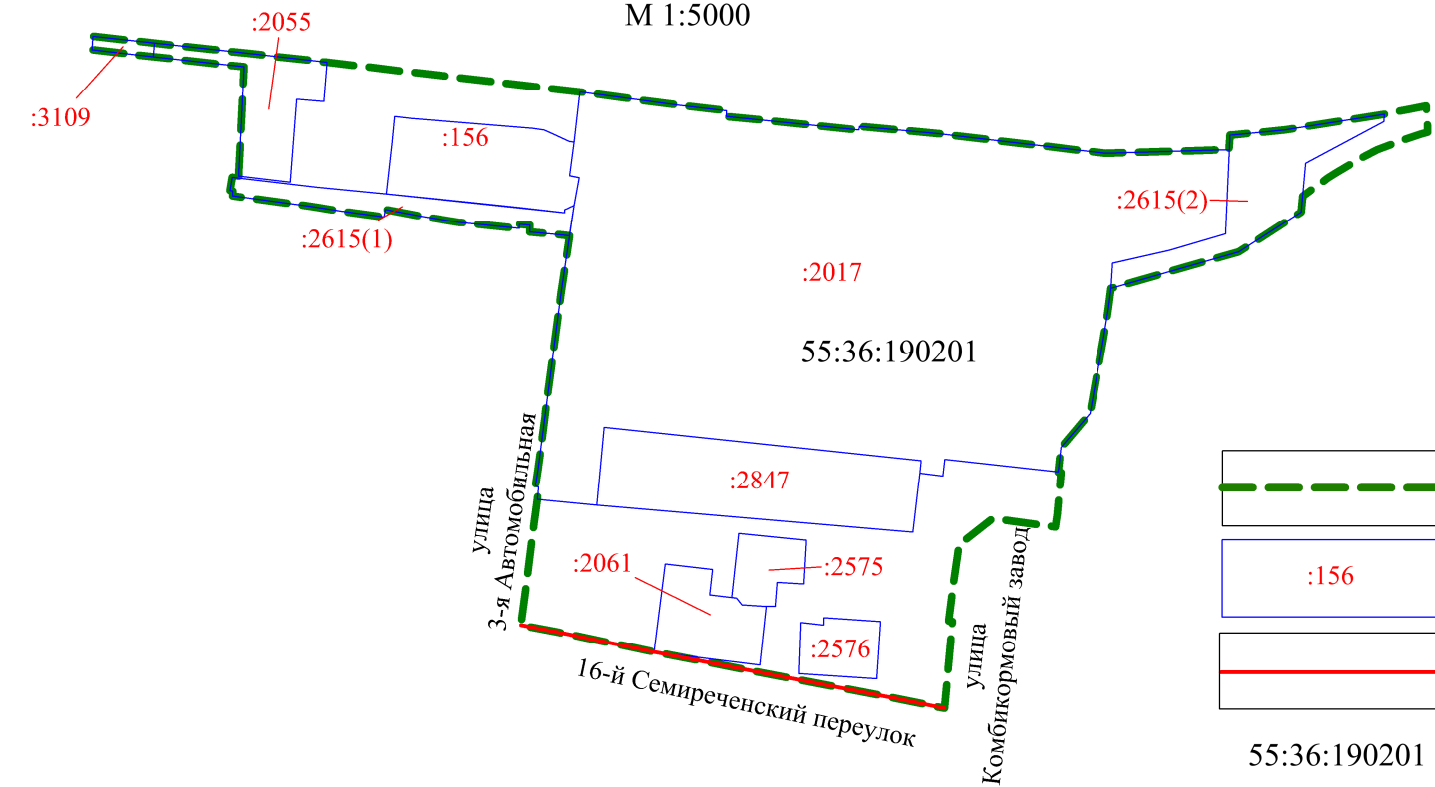 М 1:5000
:2055
:3109
:156
:2615(1)
:2615(2)
:2017
55:36:190201
:2847
улица
3-я Автомобильная
:2061
:2575
:2576
16-й Семиреченский переулок
улица
Комбикормовый завод
:156
55:36:190201